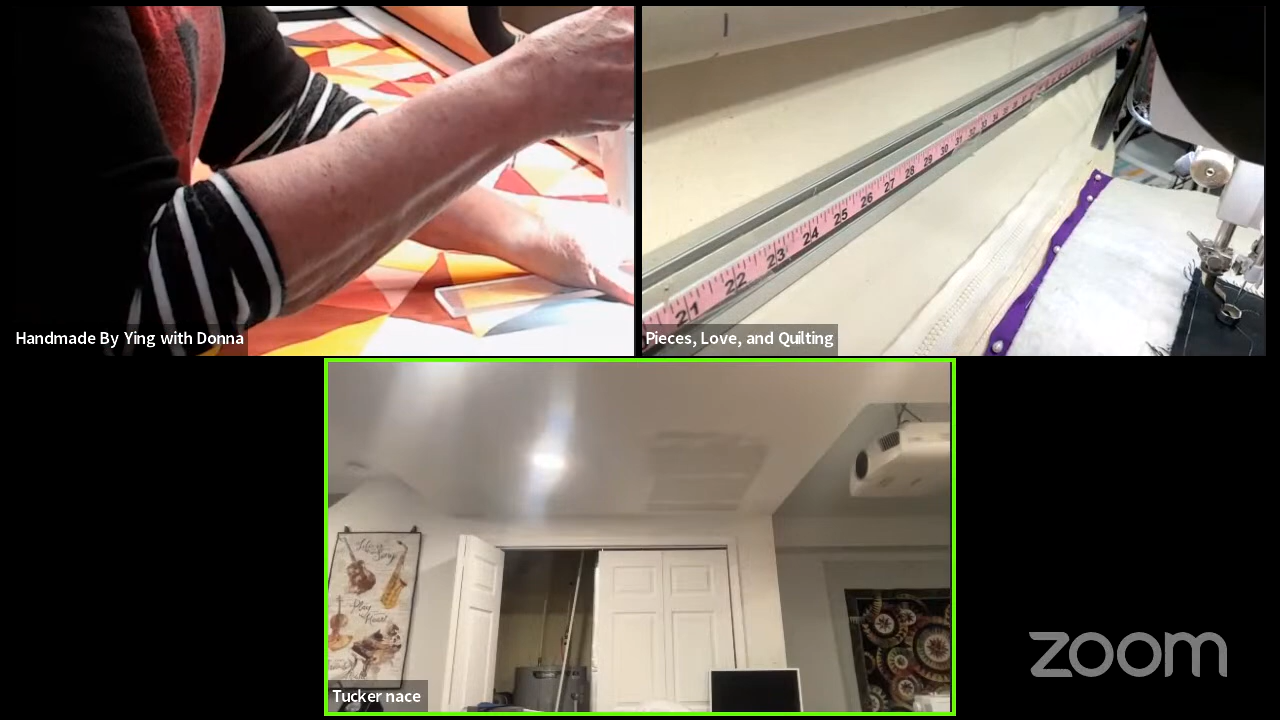 Handmade By Ying with Donna
Pieces, Love, and Quilting
21 22 23 24 25 26 27 28 29 30 31 32 33
Play
Tucker nace
zoom